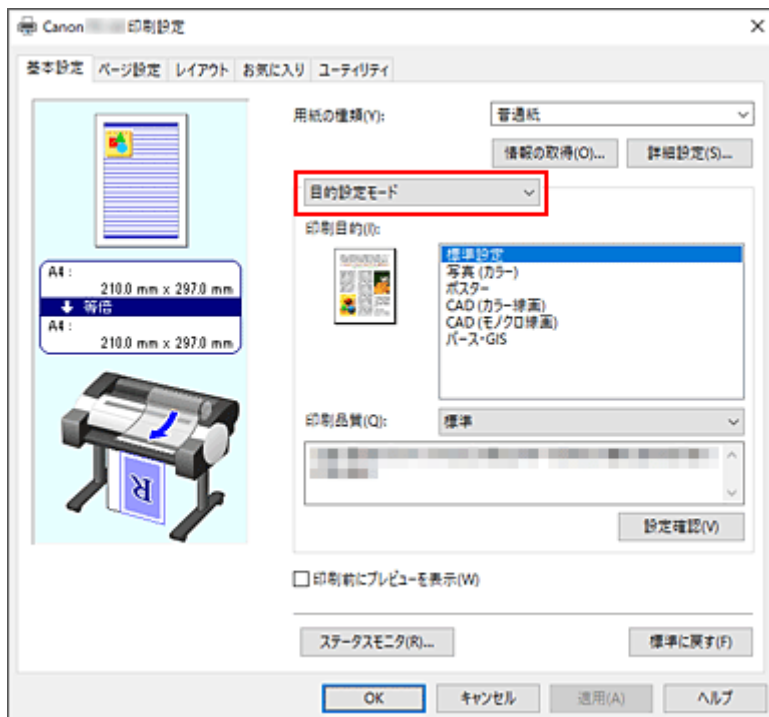 Canon 印刷設定
基本設定 ページ設定 レイアウト お気に入り ユーティリティ
用紙の種類(Y): 普通紙
情報の取得(O)... 詳細設定(S)...
目的設定モード
印刷目的(I):
標準設定
写真 (カラー)
ポスター
CAD (カラー線画)
CAD (モノクロ線画)
パース・GIS
A4 :
210.0 mm x 297.0 mm
等倍
A4 :
210.0 mm x 297.0 mm
R
印刷品質(Q): 標準
設定確認(V)
印刷前にプレビューを表示(W)
ステータスモニタ(R)... 標準に戻す(F)
OK キャンセル 適用(A) ヘルプ